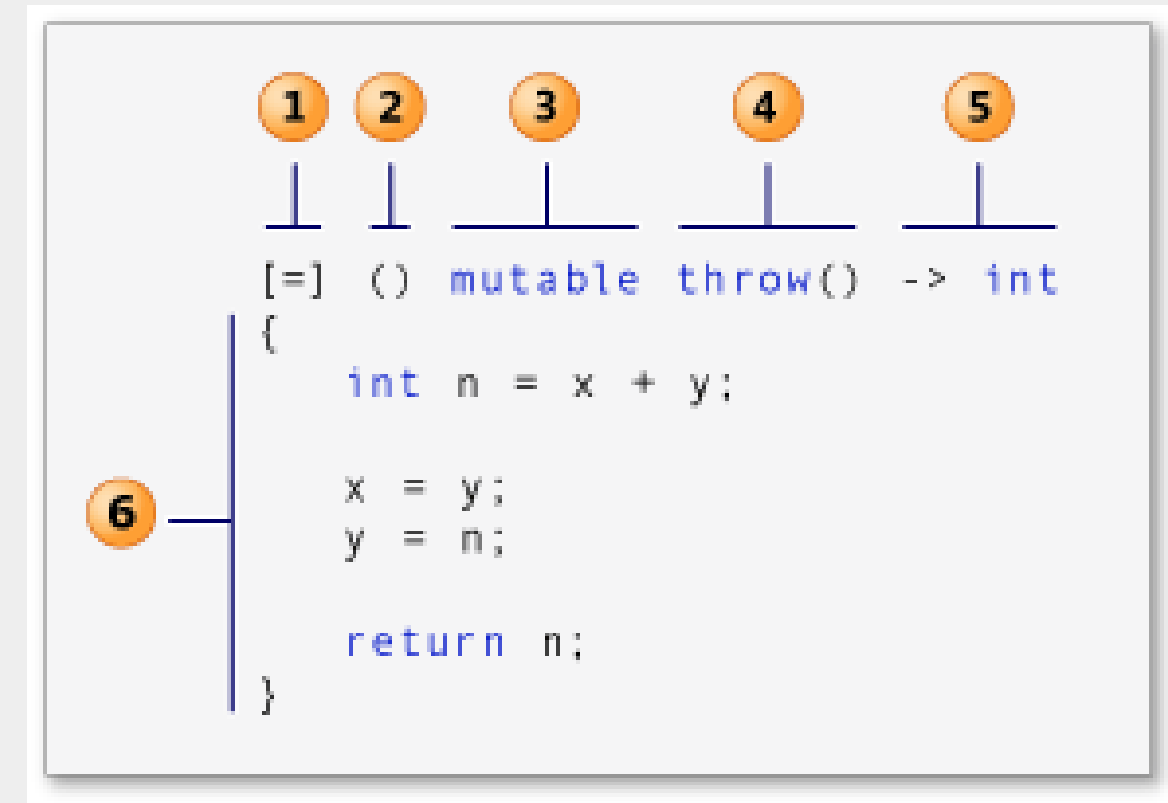 1 2 3 4 5
[=] () mutable throw() -> int
{
int n = x + y;
x = y;
y = n;
6
return n;
}